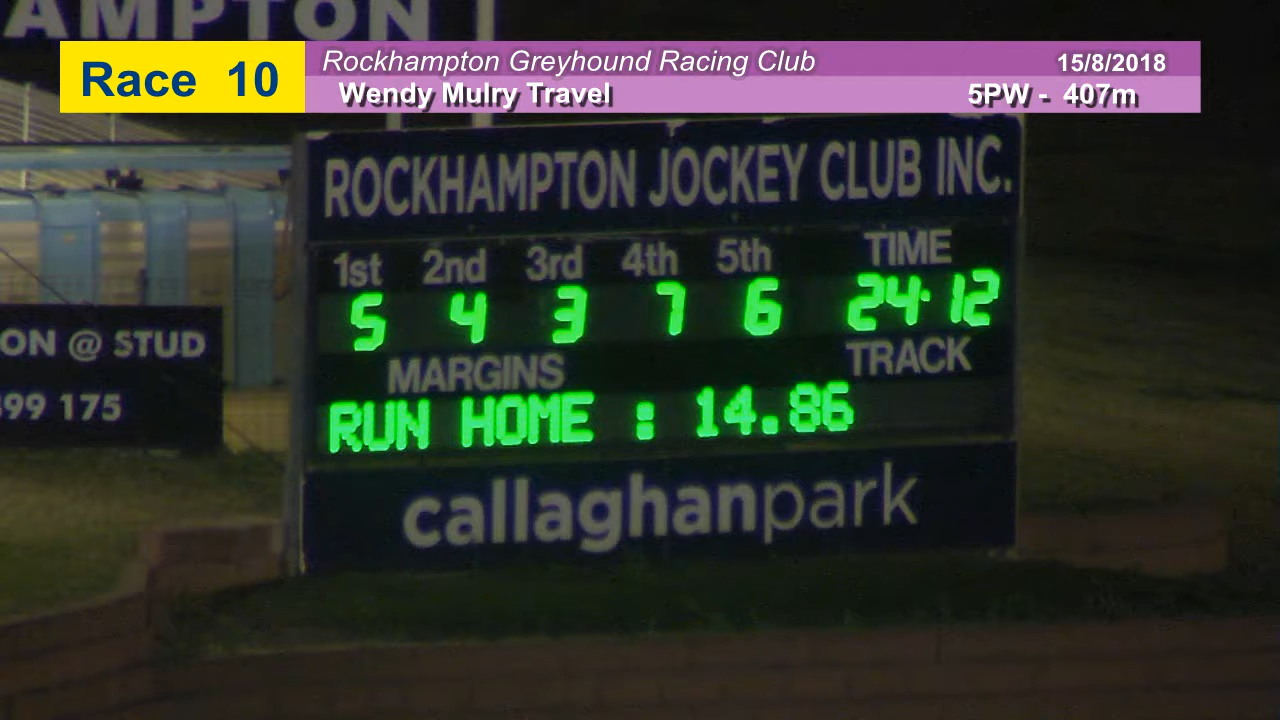 AMPTON
Race 10
Rockhampton Greyhound Racing Club
15/8/2018
Wendy Mulry Travel
5PW - 407m
ROCKHAMPTON JOCKEY CLUB INC.
1st 2nd 3rd 4th 5th TIME
5 4 3 7 6 24.12
MARGINS TRACK
RUN HOME : 14.86
callaghanpark
ON @ STUD
499 175